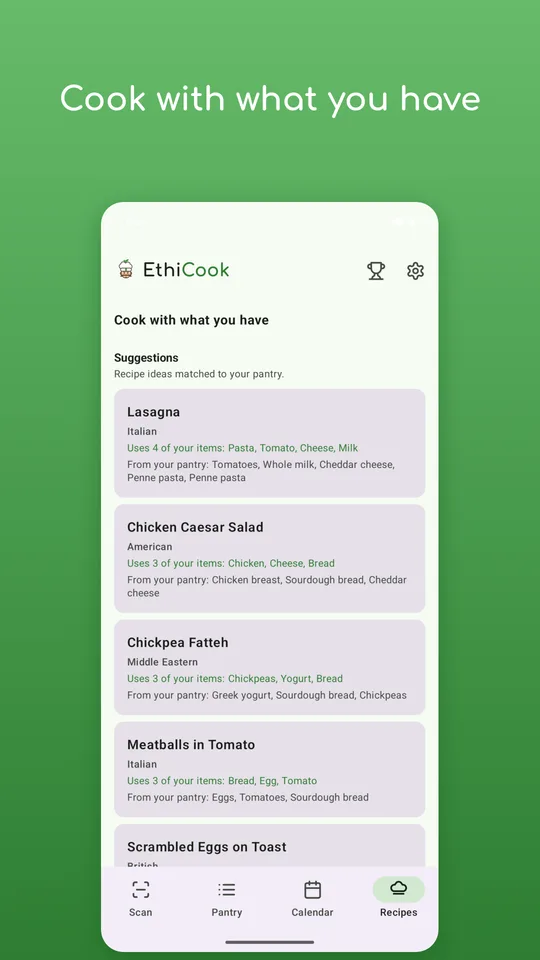 Cook with what you have
EthiCook
Cook with what you have
Suggestions
Recipe ideas matched to your pantry.
Lasagna
Italian
Uses 4 of your items: Pasta, Tomato, Cheese, Milk
From your pantry: Tomatoes, Whole milk, Cheddar cheese,
Penne pasta, Penne pasta
Chicken Caesar Salad
American
Uses 3 of your items: Chicken, Cheese, Bread
From your pantry: Chicken breast, Sourdough bread, Cheddar
cheese
Chickpea Fatteh
Middle Eastern
Uses 3 of your items: Chickpeas, Yogurt, Bread
From your pantry: Greek yogurt, Sourdough bread, Chickpeas
Meatballs in Tomato
Italian
Uses 3 of your items: Bread, Egg, Tomato
From your pantry: Eggs, Tomatoes, Sourdough bread
Scrambled Eggs on Toast
British
Scan
Pantry
Calendar
Recipes